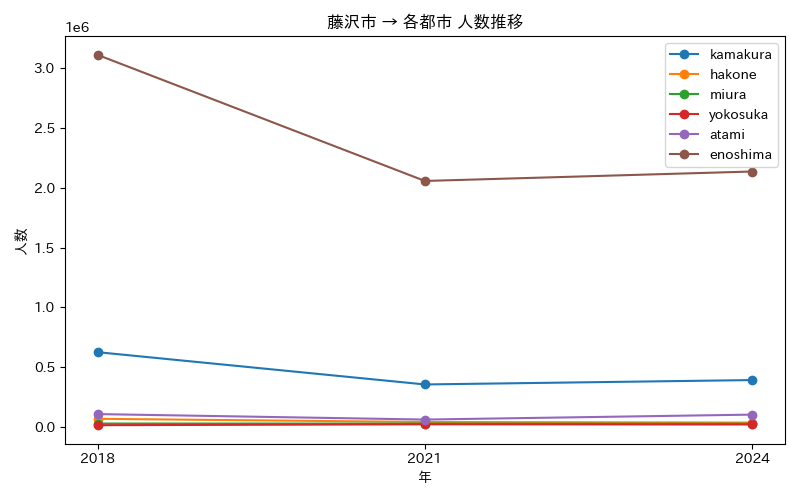 藤沢市 → 各都市 人数推移
1e6
3.0
2.5
2.0
1.5
1.0
0.5
0.0
人数
2018
2021
2024
年
kamakura
hakone
miura
yokosuka
atami
enoshima